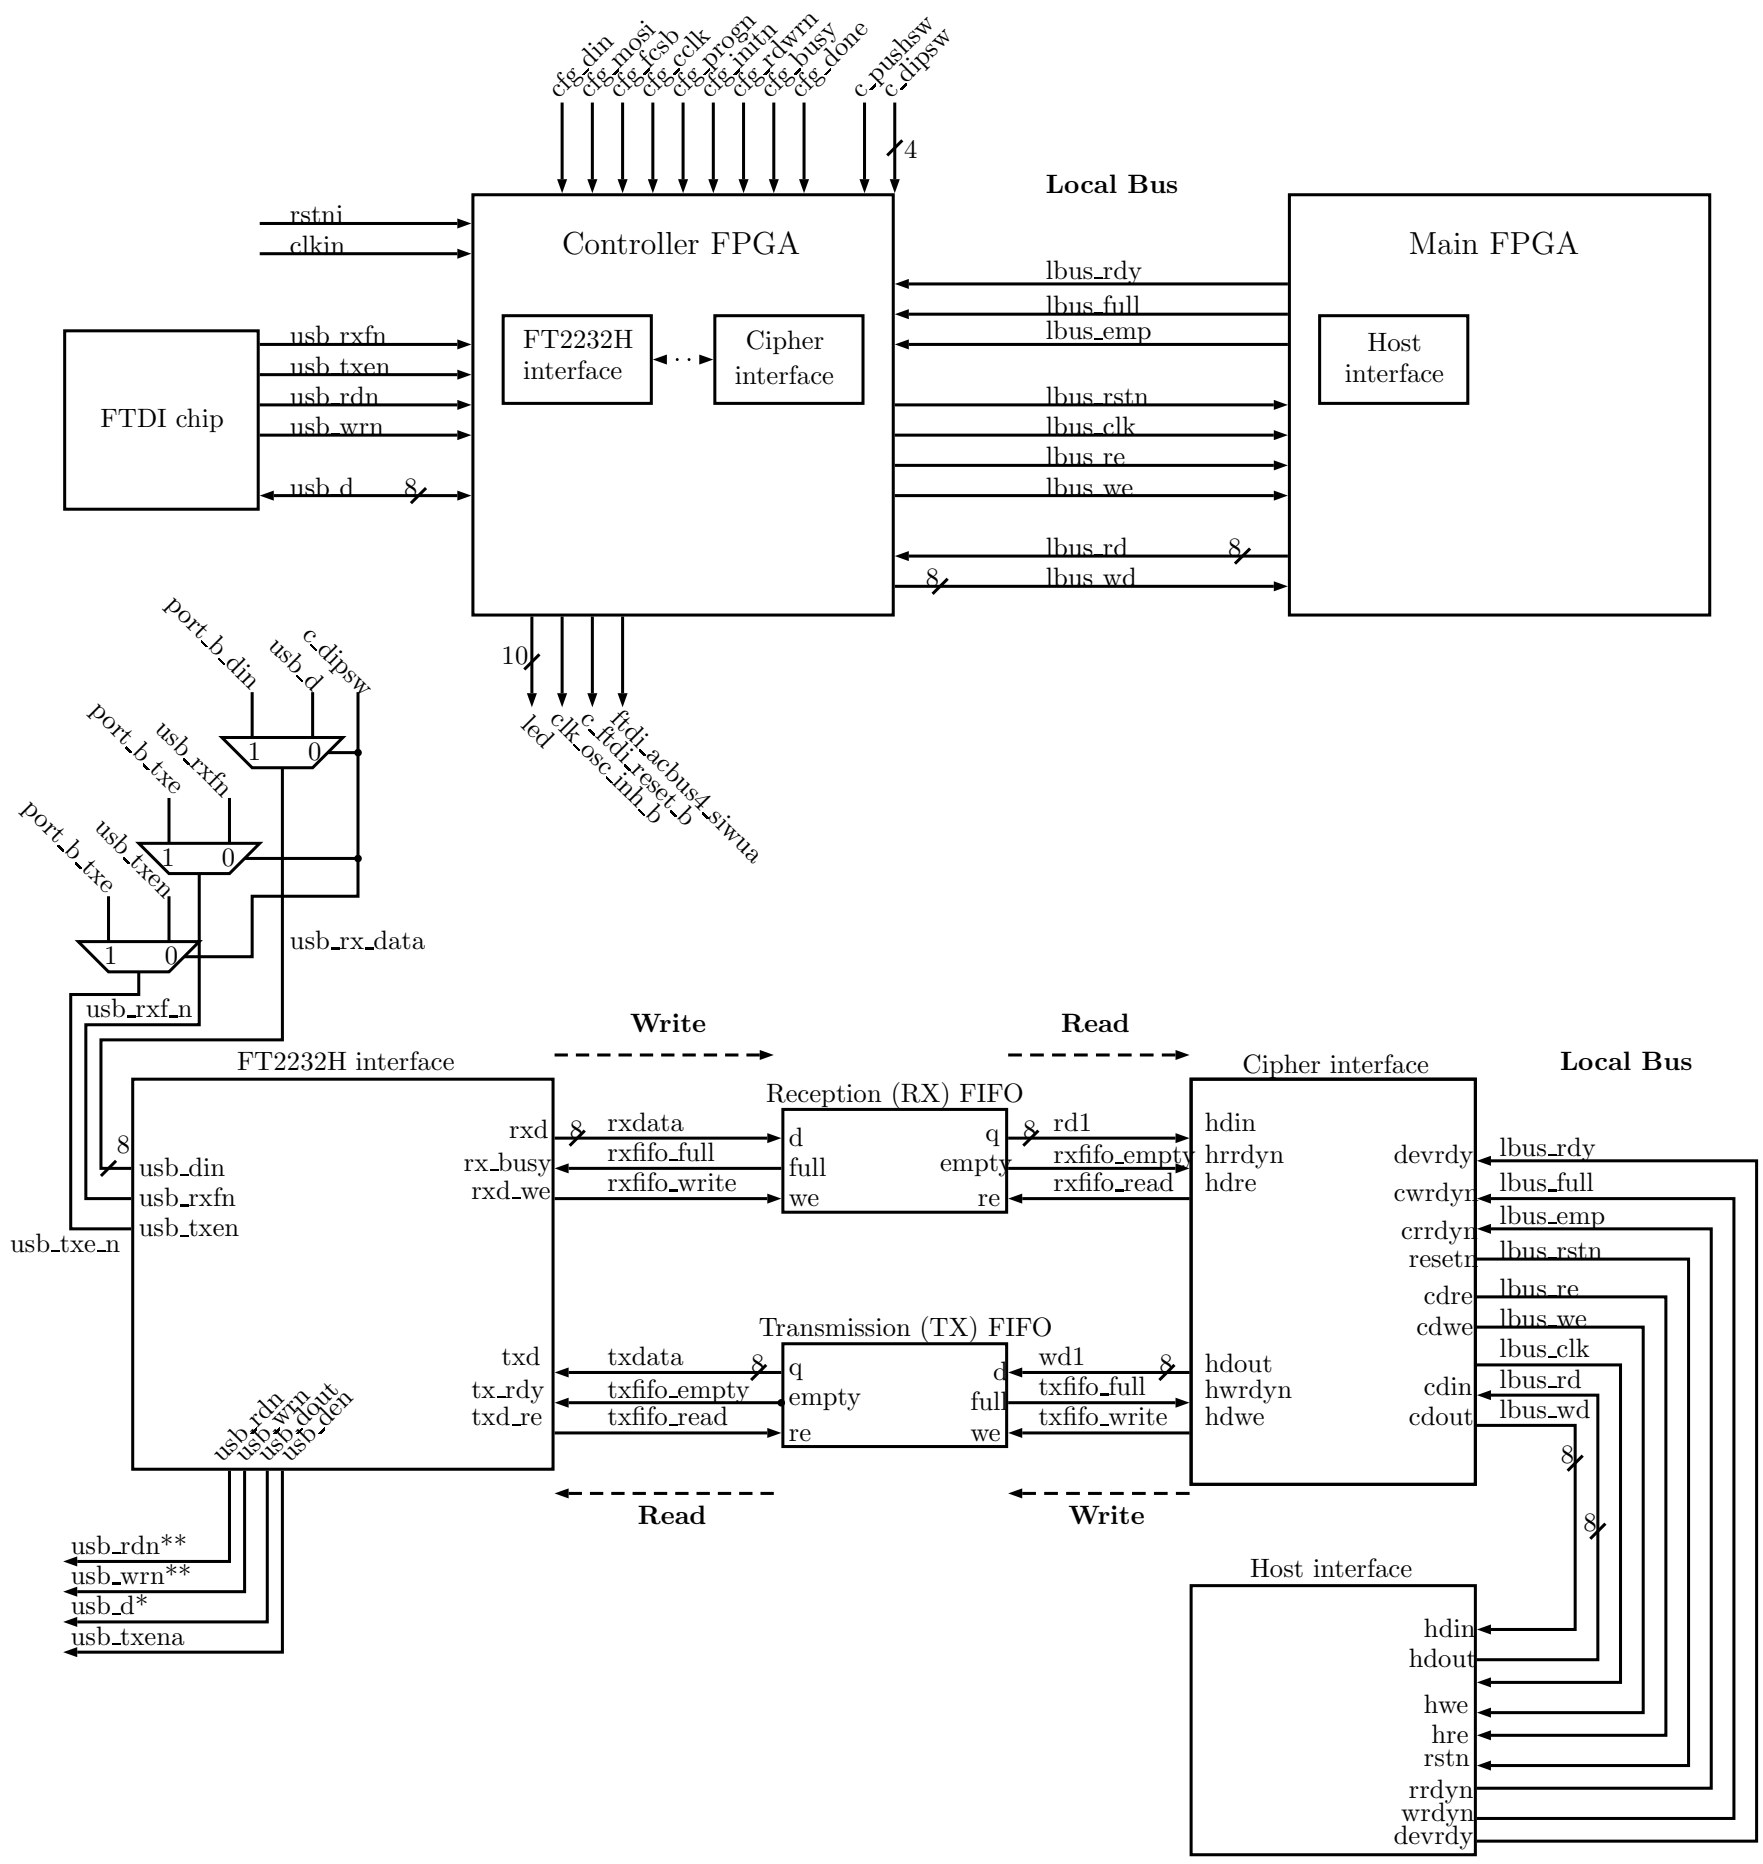 cfg_din
cfg_mosi
cfg_fcsb
cfg_cclk
cfg_progn
cfg_initn
cfg_rdwrn
cfg_busy
cfg_done
c_pushsw
c_dipsw
4
Local Bus
rstni
clkin
Controller FPGA
Main FPGA
lbus_rdy
lbus_full
lbus_emp
FT2232H
interface
Cipher
interface
Host
interface
FTDI chip
usb_rxfn
usb_txen
usb_rdn
usb_wrn
usb_d
8
lbus_rstn
lbus_clk
lbus_re
lbus_we
lbus_rd
8
8
lbus_wd
10
led
clk_osc_inh_b
c_ftdi_reset_b
ftdi_acbus4_siwua
port_b_din
usb_d
c_dipsw
1
0
port_b_txe
usb_rxfn
1
0
port_b_txe
usb_txen
1
0
usb_rx_data
usb_rxf_n
usb_txe_n
FT2232H interface
8
usb_din
usb_rxfn
usb_txen
rxd
rx_busy
rxd_we
txd
tx_rdy
txd_re
usb_rdn
usb_wrn
usb_dout
usb_den
usb_rdn**
usb_wrn**
usb_d*
usb_txena
Write
Read
8
rxdata
rxfifo_full
rxfifo_write
Reception (RX) FIFO
d
full
we
q
empty
re
8
rd1
rxfifo_empty
rxfifo_read
txdata
8
txfifo_empty
txfifo_read
Transmission (TX) FIFO
q
empty
re
d
full
we
wd1
8
txfifo_full
txfifo_write
Read
Write
Cipher interface
hdin
hrrdyn
hdre
hdout
hwrdyn
hdwe
devrdy
cwrdyn
crrdyn
resetn
cdre
cdwe
cdin
cdout
Local Bus
lbus_rdy
lbus_full
lbus_emp
lbus_rstn
lbus_re
lbus_we
lbus_clk
lbus_rd
lbus_wd
8
8
Host interface
hdin
hdout
hwe
hre
rstn
rrdyn
wrdyn
devrdy